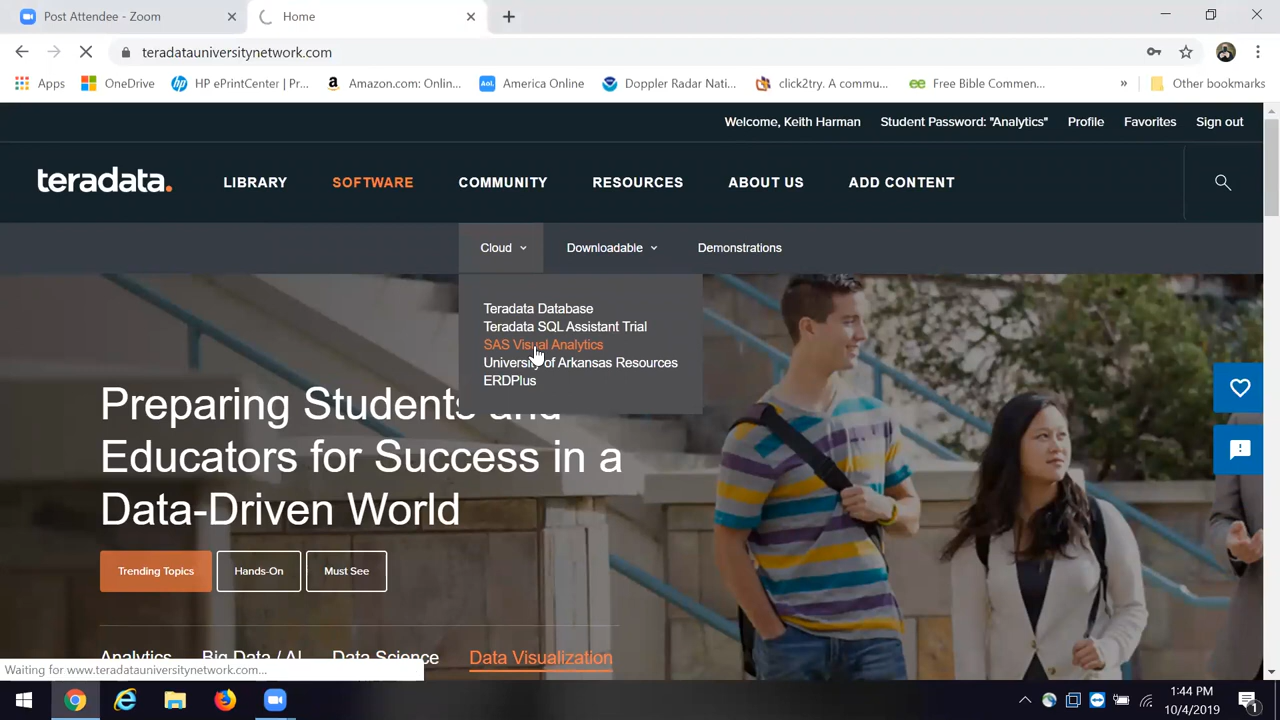 Post Attendee - Zoom
Home
teradatauniversitynetwork.com
Apps
OneDrive
HP ePrintCenter | Pr...
Amazon.com: Onlin...
America Online
Doppler Radar Nati...
click2try. A commu...
Free Bible Commen...
»
Other bookmarks
Welcome, Keith Harman
Student Password: "Analytics"
Profile
Favorites
Sign out
teradata.
LIBRARY
SOFTWARE
COMMUNITY
RESOURCES
ABOUT US
ADD CONTENT
Cloud
Downloadable
Demonstrations
Teradata Database
Teradata SQL Assistant Trial
SAS Visual Analytics
University of Arkansas Resources
ERDPlus
Preparing Students and
Educators for Success in a
Data-Driven World
Trending Topics
Hands-On
Must See
Analytics
Big Data / AI
Data Science
Data Visualization
Waiting for www.teradatauniversitynetwork.com...
1:44 PM
10/4/2019
1